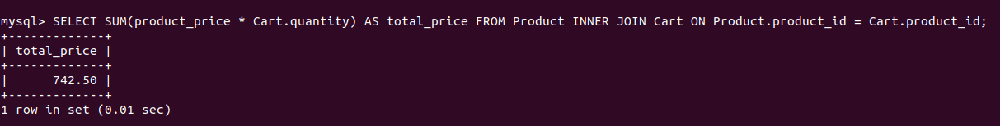 mysql> SELECT SUM(product_price * Cart.quantity) AS total_price FROM Product INNER JOIN Cart ON Product.product_id = Cart.product_id;
+-------------+
| total_price |
+-------------+
|      742.50 |
+-------------+
1 row in set (0.01 sec)